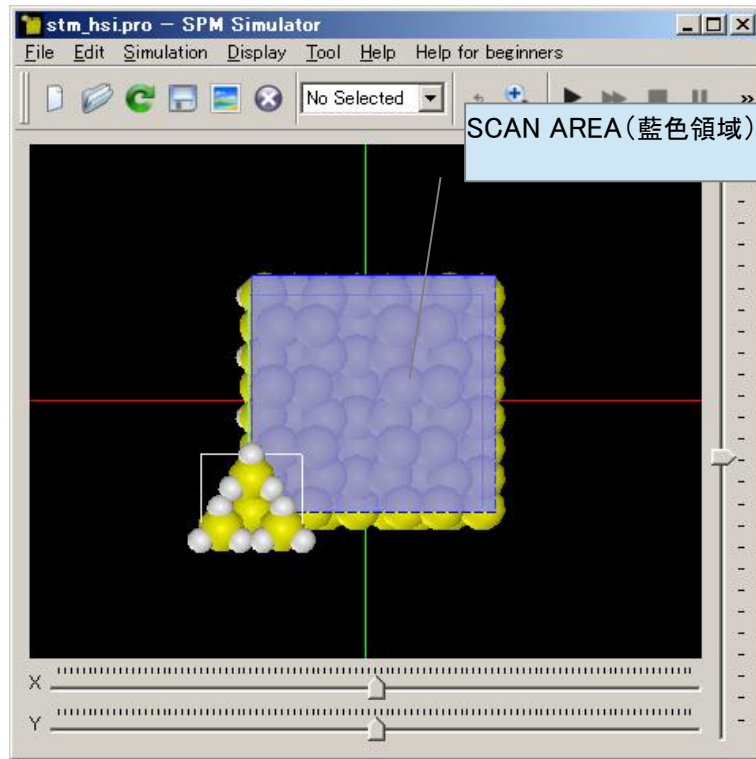 stm_hsi.pro - SPM Simulator
File Edit Simulation Display Tool Help Help for beginners
No Selected
»
SCAN AREA(藍色領域)
X
Y